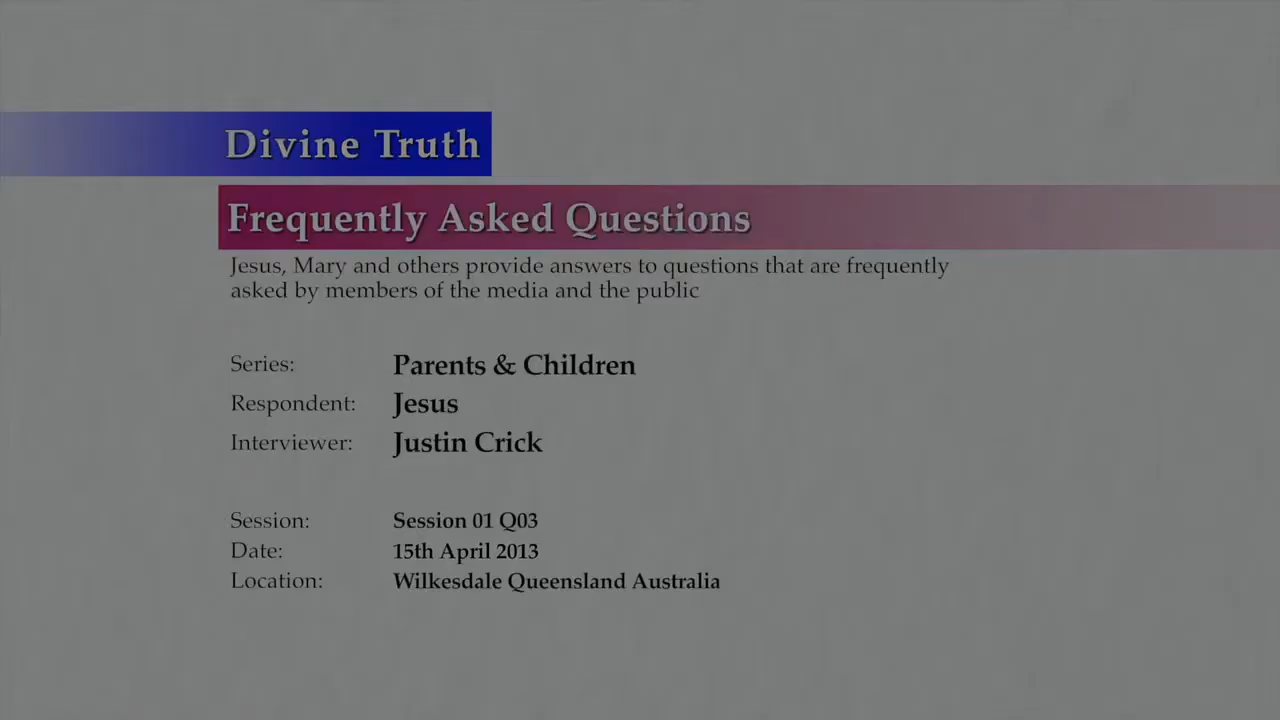 Divine Truth
Frequently Asked Questions
Jesus, Mary and others provide answers to questions that are frequently
asked by members of the media and the public
Series: Parents & Children
Respondent: Jesus
Interviewer: Justin Crick
Session: Session 01 Q03
Date: 15th April 2013
Location: Wilkesdale Queensland Australia